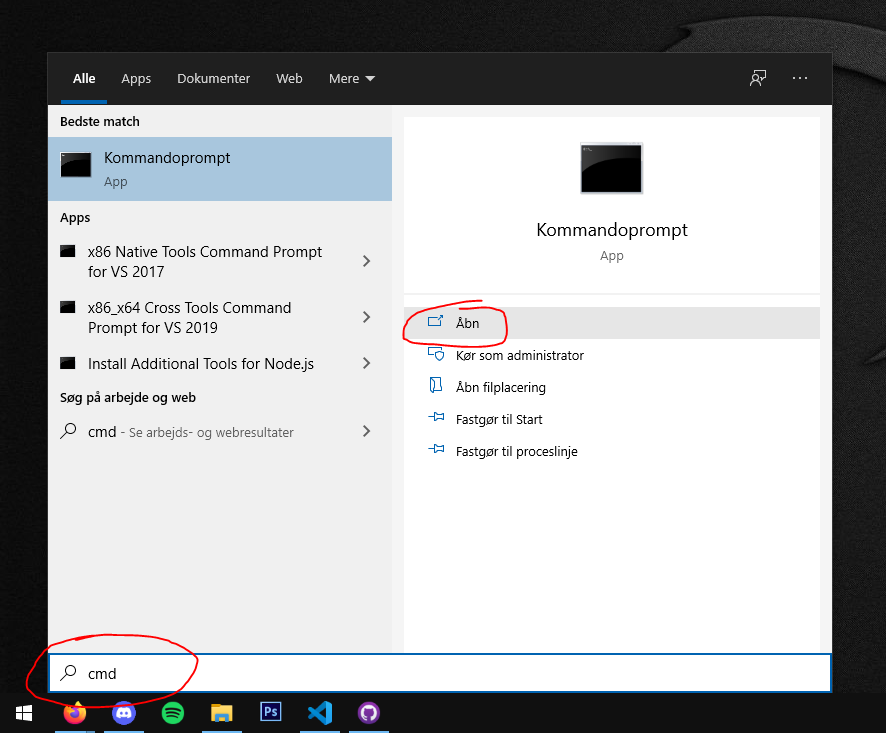 Alle Apps Dokumenter Web Mere
Bedste match
Kommandoprompt
App
Apps
x86 Native Tools Command Prompt
for VS 2017
x86_x64 Cross Tools Command
Prompt for VS 2019
Install Additional Tools for Node.js
Søg på arbejde og web
cmd - Se arbejds- og webresultater
Kommandoprompt
App
Åbn
Kør som administrator
Åbn filplacering
Fastgør til Start
Fastgør til proceslinje
cmd
Ps